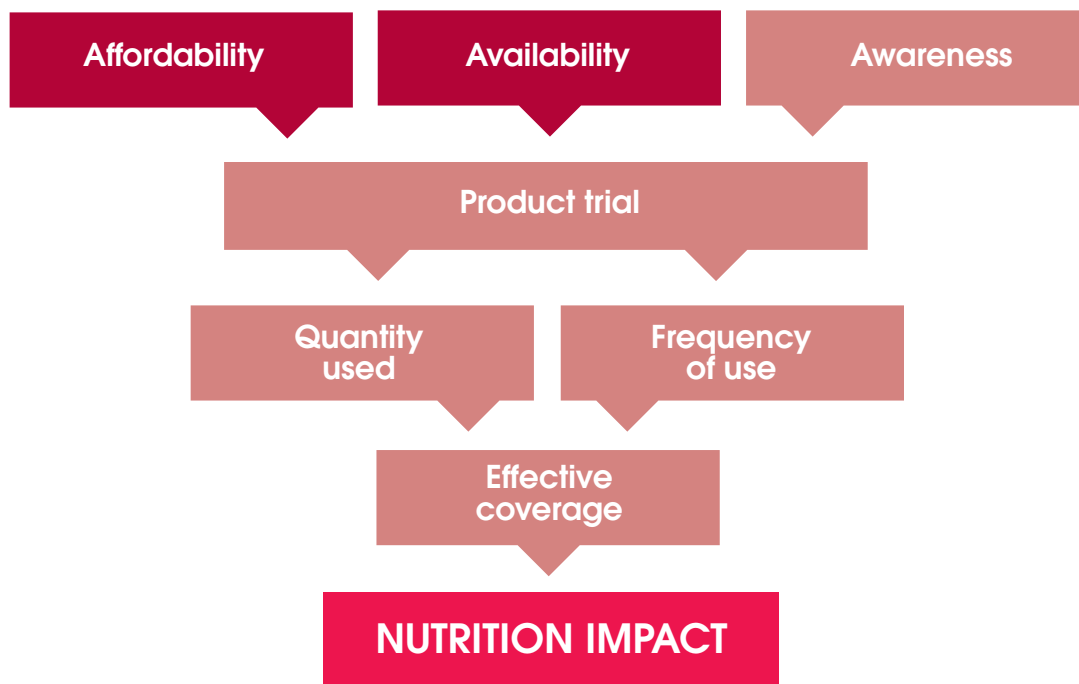 Affordability
Availability
Awareness
Product trial
Quantity
used
Frequency
of use
Effective
coverage
NUTRITION IMPACT